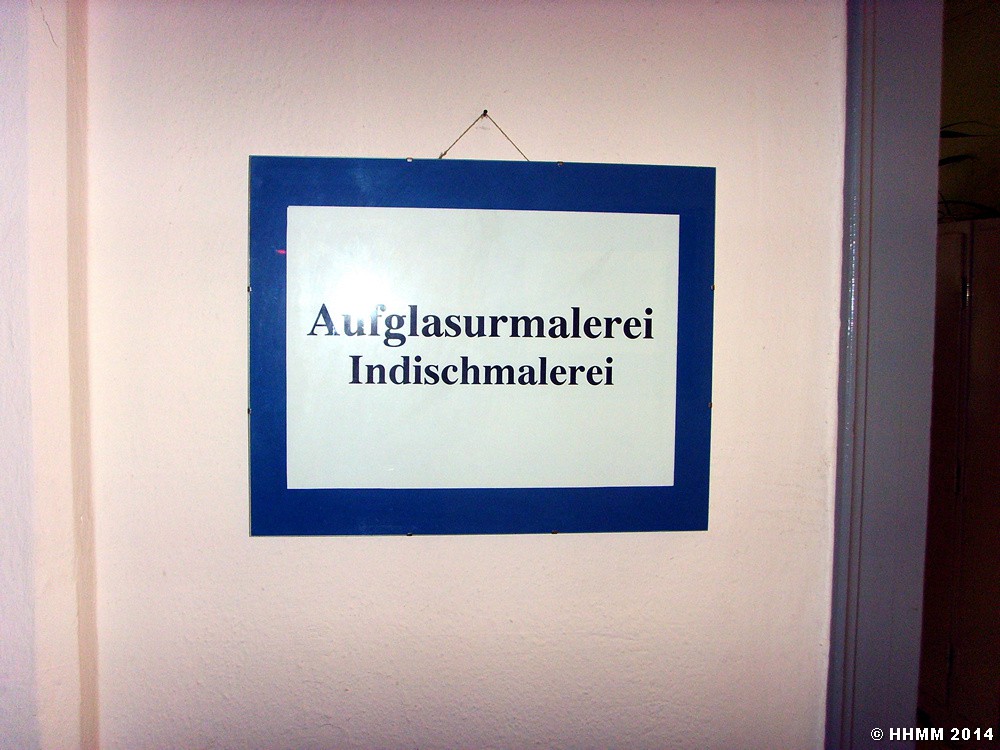 Aufglasurmalerei
Indischmalerei
© HHMM 2014